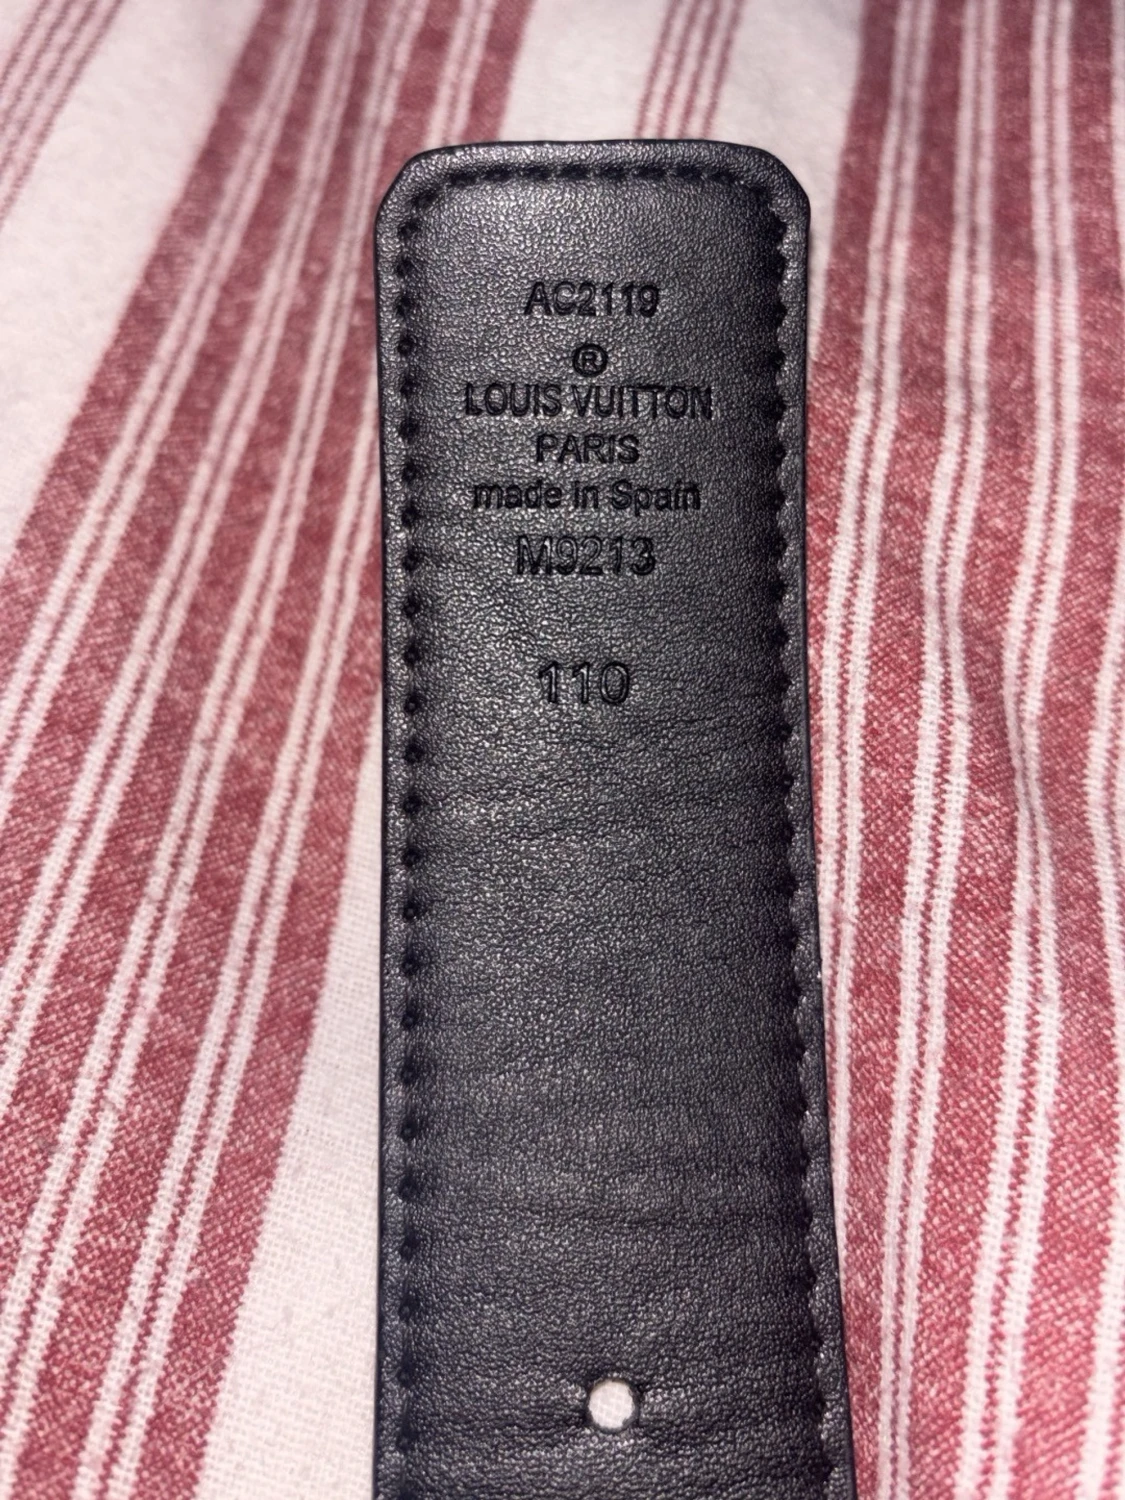 AC2119
®
LOUIS VUITTON
PARIS
made in Spain
M9213
110